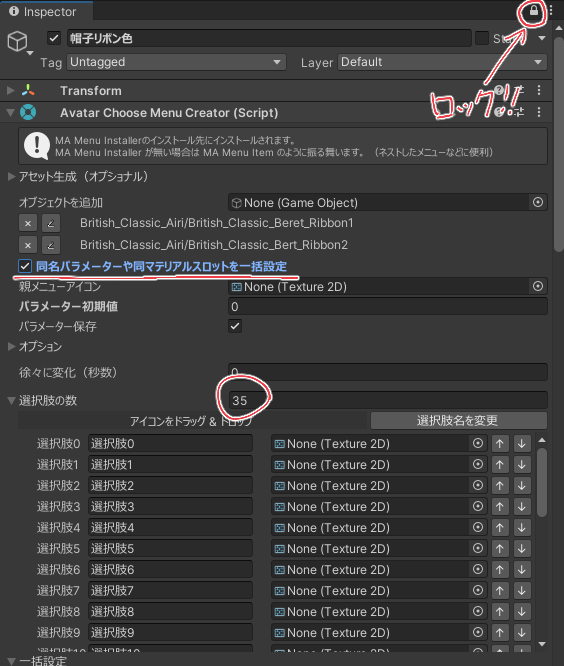 Inspector
帽子リボン色
Sta
Tag Untagged Layer Default
ロック!!
Transform
Avatar Choose Menu Creator (Script)
MA Menu Installerのインストール先にインストールされます。
MA Menu Installer が無い場合は MA Menu Item のように振る舞います。（ネストしたメニューなどに便利）
アセット生成（オプショナル）
オブジェクトを追加 None (Game Object)
British_Classic_Airi/British_Classic_Beret_Ribbon1
British_Classic_Airi/British_Classic_Bert_Ribbon2
同名パラメーターや同マテリアルスロットを一括設定
親メニューアイコン None (Texture 2D)
パラメーター初期値 0
パラメーター保存
オプション
徐々に変化（秒数） 0
選択肢の数 35
アイコンをドラッグ & ドロップ 選択肢名を変更
選択肢0 選択肢0 None (Texture 2D)
選択肢1 選択肢1 None (Texture 2D)
選択肢2 選択肢2 None (Texture 2D)
選択肢3 選択肢3 None (Texture 2D)
選択肢4 選択肢4 None (Texture 2D)
選択肢5 選択肢5 None (Texture 2D)
選択肢6 選択肢6 None (Texture 2D)
選択肢7 選択肢7 None (Texture 2D)
選択肢8 選択肢8 None (Texture 2D)
選択肢9 選択肢9 None (Texture 2D)
一括設定